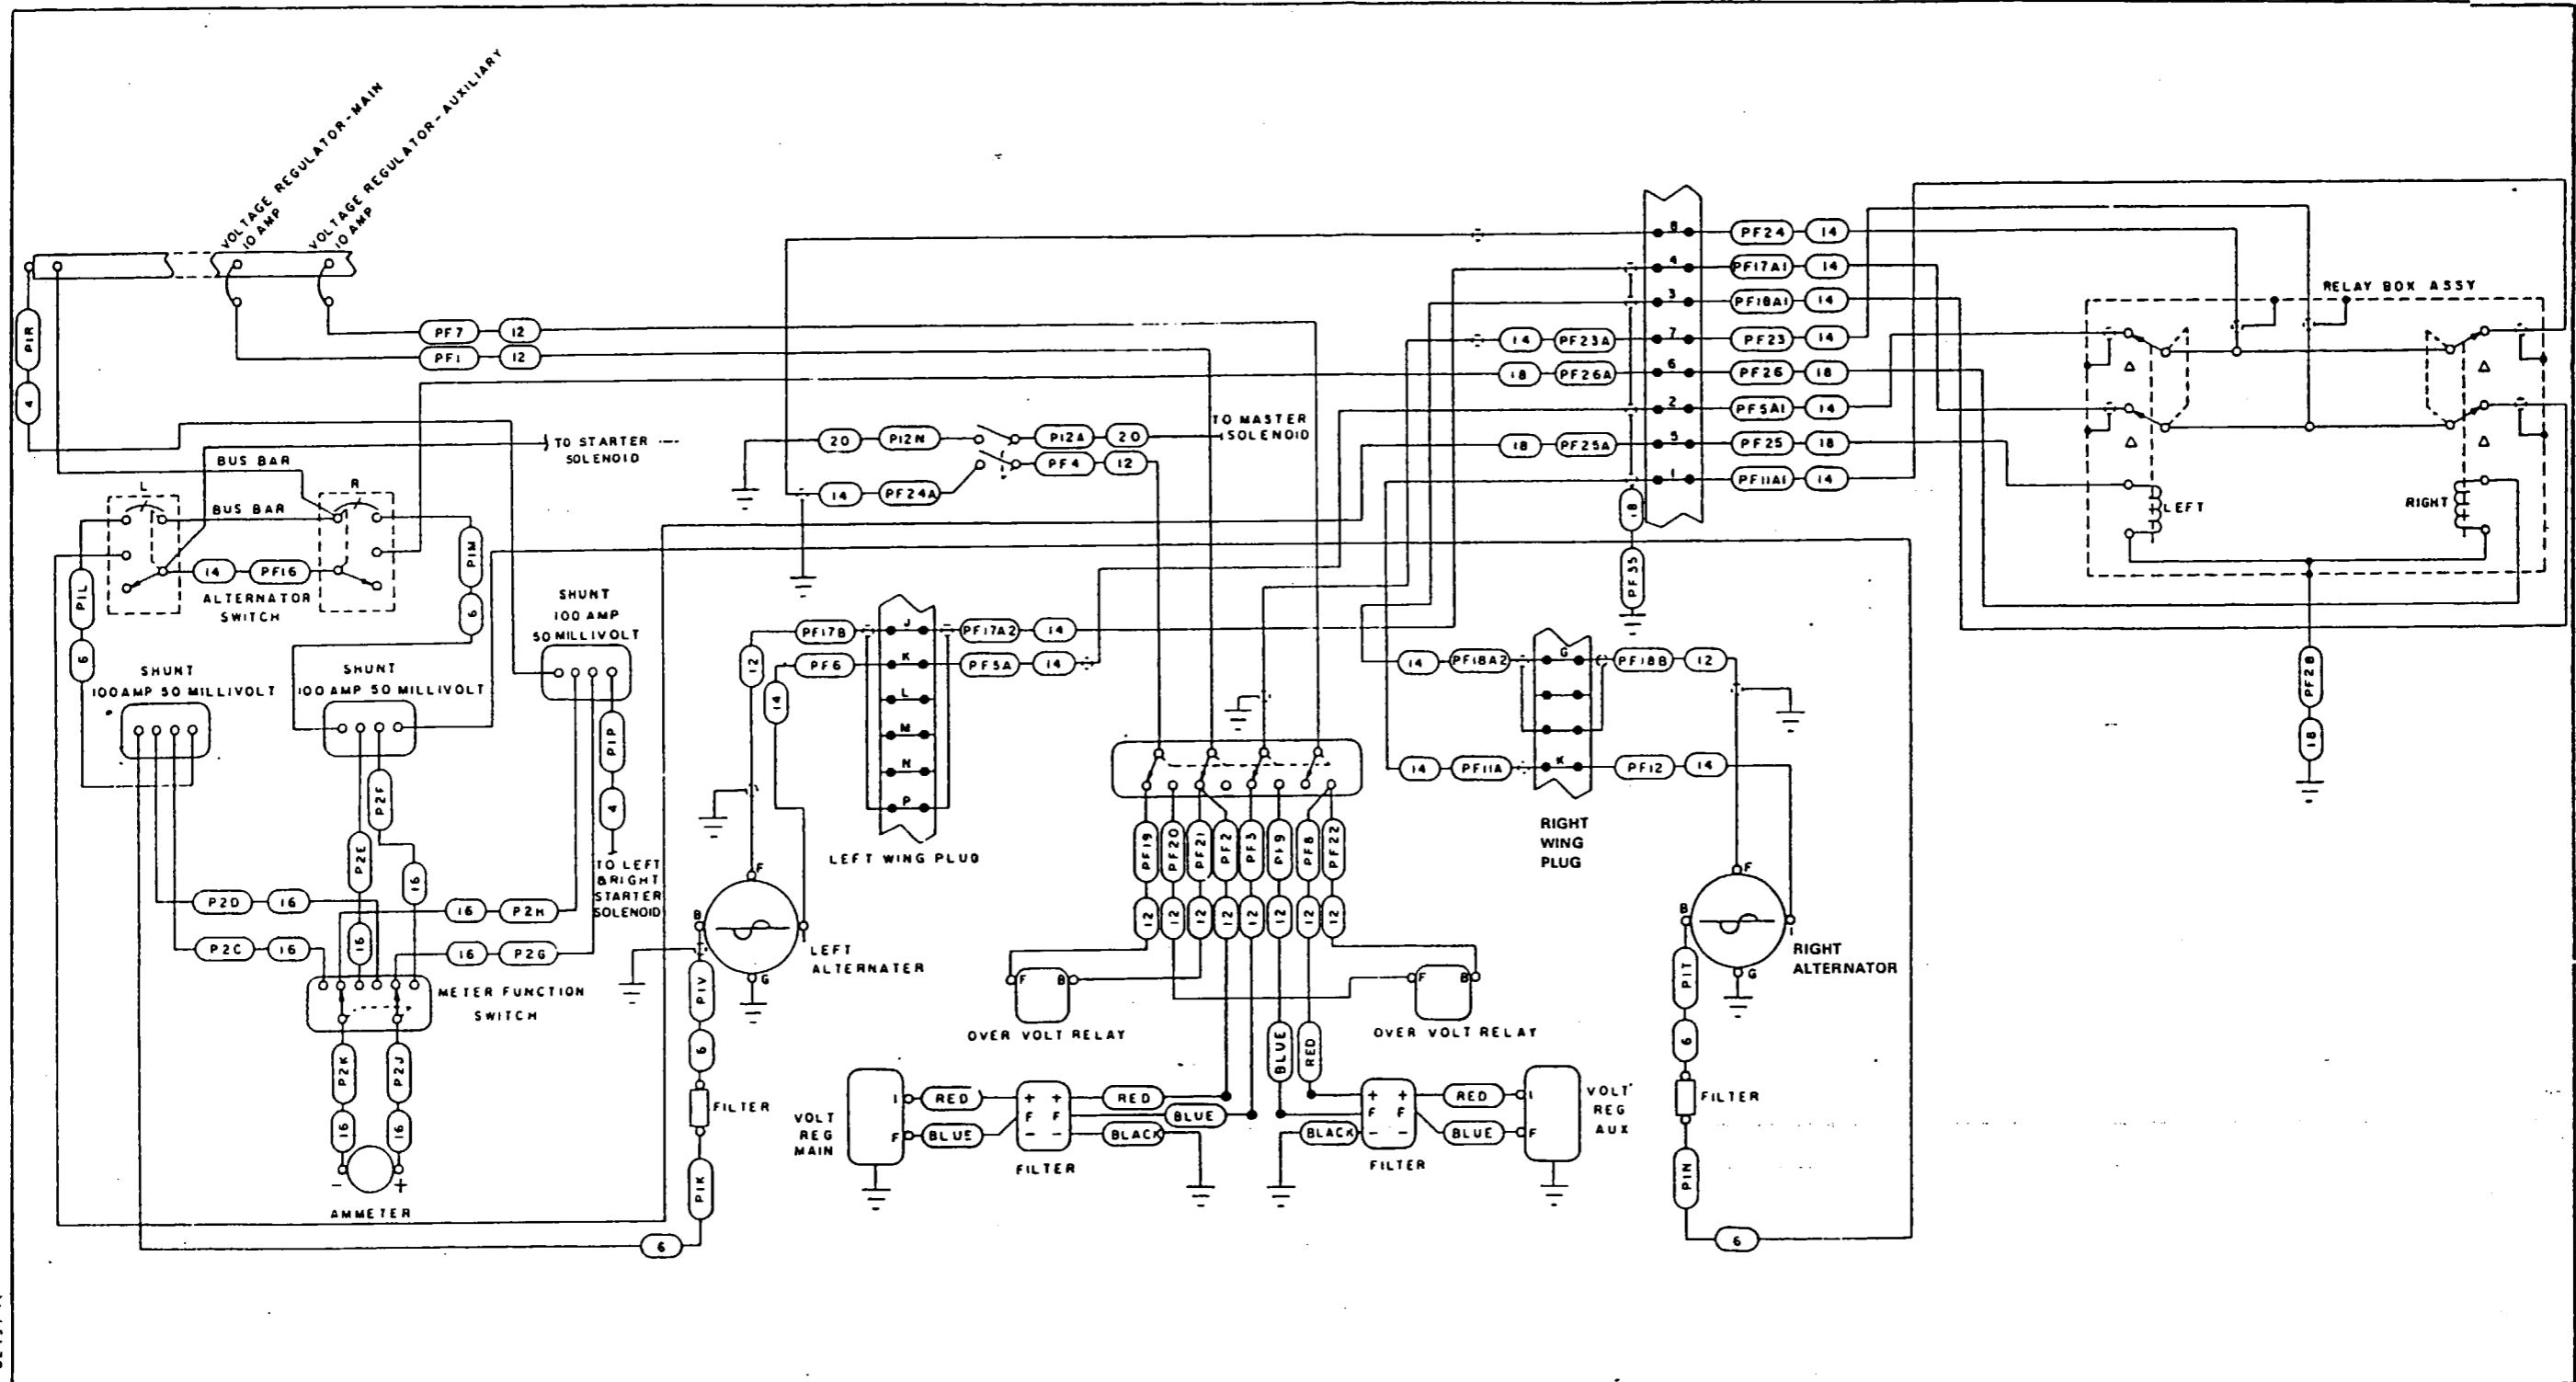 VOLTAGE REGULATOR-MAIN
10 AMP
VOLTAGE REGULATOR-AUXILIARY
10 AMP
P1R
4
PF7 12
PF1 12
TO STARTER
SOLENOID
BUS BAR
L
R
BUS BAR
14 PF16
ALTERNATOR
SWITCH
P1L
6
P1M
6
SHUNT
100 AMP
50 MILLIVOLT
SHUNT
100 AMP 50 MILLIVOLT
SHUNT
100 AMP 50 MILLIVOLT
P1P
4
TO LEFT
BRIGHT
STARTER
SOLENOID
P2F
16
P2E
16
P2D 16
P2C 16
16 P2H
16 P2G
METER FUNCTION
SWITCH
P2K
16
P2J
16
- +
AMMETER
20 P12N
P12A 20
TO MASTER
SOLENOID
14 PF24A
PF4 12
PF17B
J
PF17A2 14
PF6
K
PF5A 14
L
M
N
P
LEFT WING PLUG
12
14
F
B
G
LEFT
ALTERNATER
P1V
6
FILTER
P1K
6
8
PF24 14
4
PF17A1 14
3
PF18A1 14
14 PF23A
7
PF23 14
18 PF26A
6
PF26 18
2
PF5A1 14
18 PF25A
5
PF25 18
1
PF11A1 14
18
PF35
RELAY BOX ASSY
LEFT
RIGHT
PF28
18
14 PF18A2
G
PF18B 12
14 PF11A
K
PF12 14
RIGHT
WING
PLUG
PF19 PF20 PF21 PF2 PF3 PF9 PF8 PF22
12 12 12 12 12 12 12 12
F B
OVER VOLT RELAY
F B
OVER VOLT RELAY
BLUE
RED
VOLT
REG
MAIN
I
F
RED
BLUE
+ +
F F
- -
FILTER
RED
BLUE
BLACK
BLACK
+ +
F F
- -
FILTER
RED
BLUE
I
F
VOLT
REG
AUX
F
B
G
RIGHT
ALTERNATOR
P1T
6
FILTER
P1N
6